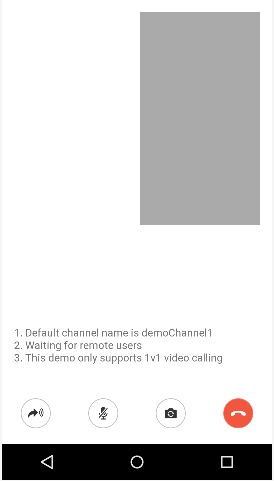 1. Default channel name is demoChannel1
2. Waiting for remote users
3. This demo only supports 1v1 video calling